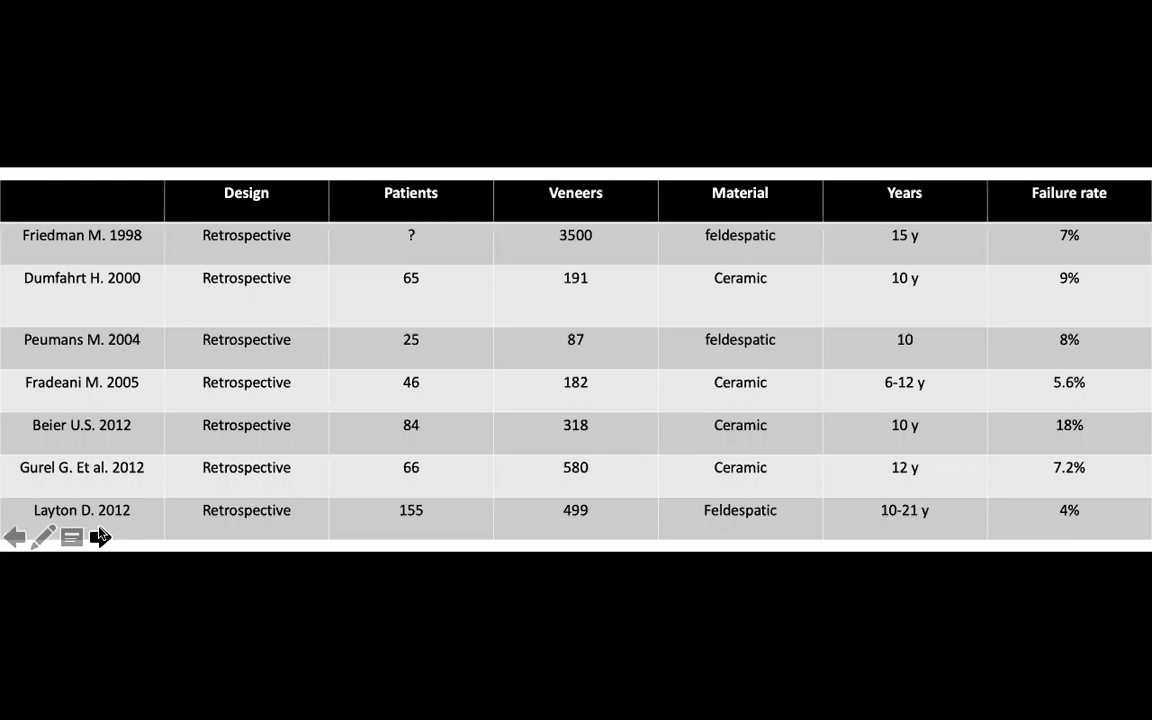 Design Patients Veneers Material Years Failure rate
Friedman M. 1998 Retrospective ? 3500 feldespatic 15 y 7%
Dumfahrt H. 2000 Retrospective 65 191 Ceramic 10 y 9%
Peumans M. 2004 Retrospective 25 87 feldespatic 10 8%
Fradeani M. 2005 Retrospective 46 182 Ceramic 6-12 y 5.6%
Beier U.S. 2012 Retrospective 84 318 Ceramic 10 y 18%
Gurel G. Et al. 2012 Retrospective 66 580 Ceramic 12 y 7.2%
Layton D. 2012 Retrospective 155 499 Feldespatic 10-21 y 4%